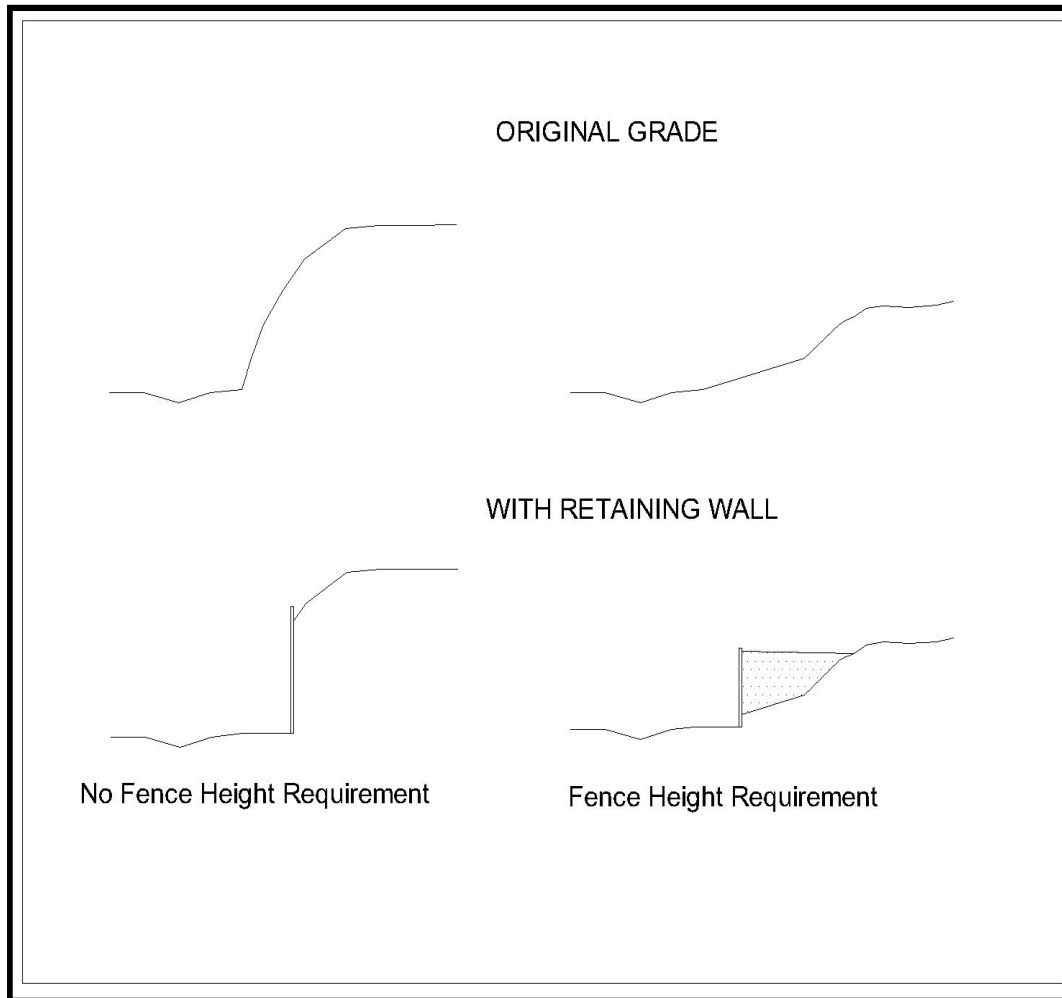 ORIGINAL GRADE
WITH RETAINING WALL
No Fence Height Requirement
Fence Height Requirement